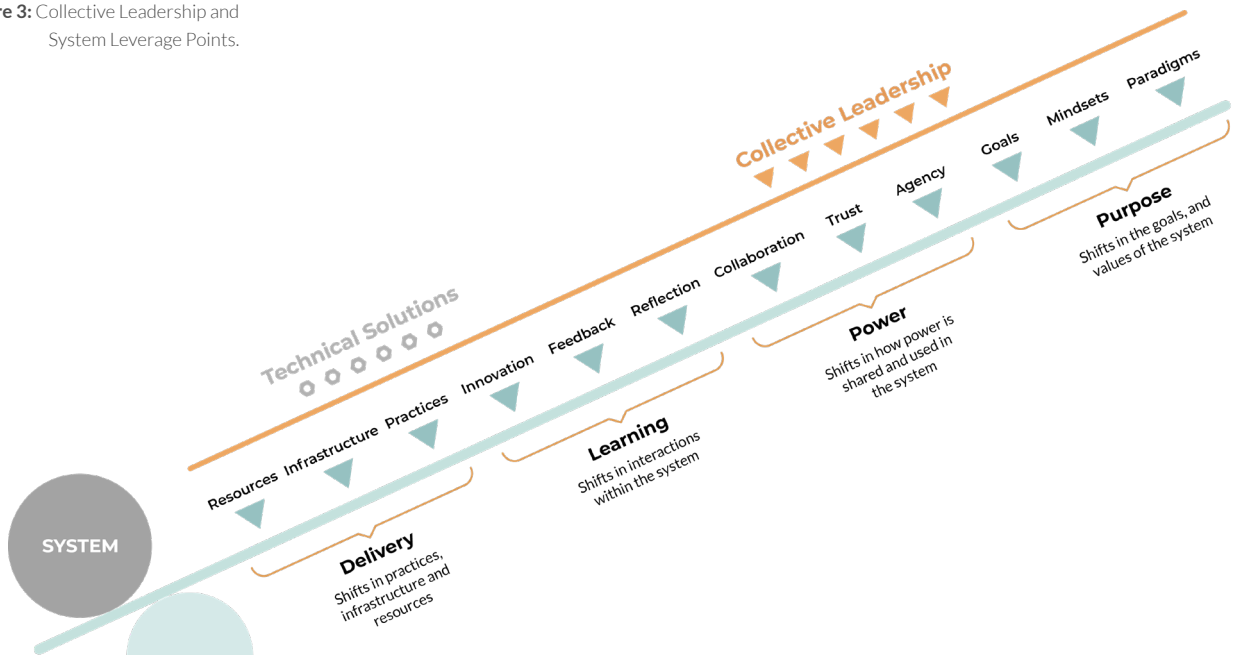 re 3: Collective Leadership and
System Leverage Points.
Collective Leadership
Technical Solutions
Resources
Infrastructure
Practices
Innovation
Feedback
Reflection
Collaboration
Trust
Agency
Goals
Mindsets
Paradigms
SYSTEM
Delivery
Shifts in practices,
infrastructure and
resources
Learning
Shifts in interactions
within the system
Power
Shifts in how power is
shared and used in
the system
Purpose
Shifts in the goals, and
values of the system